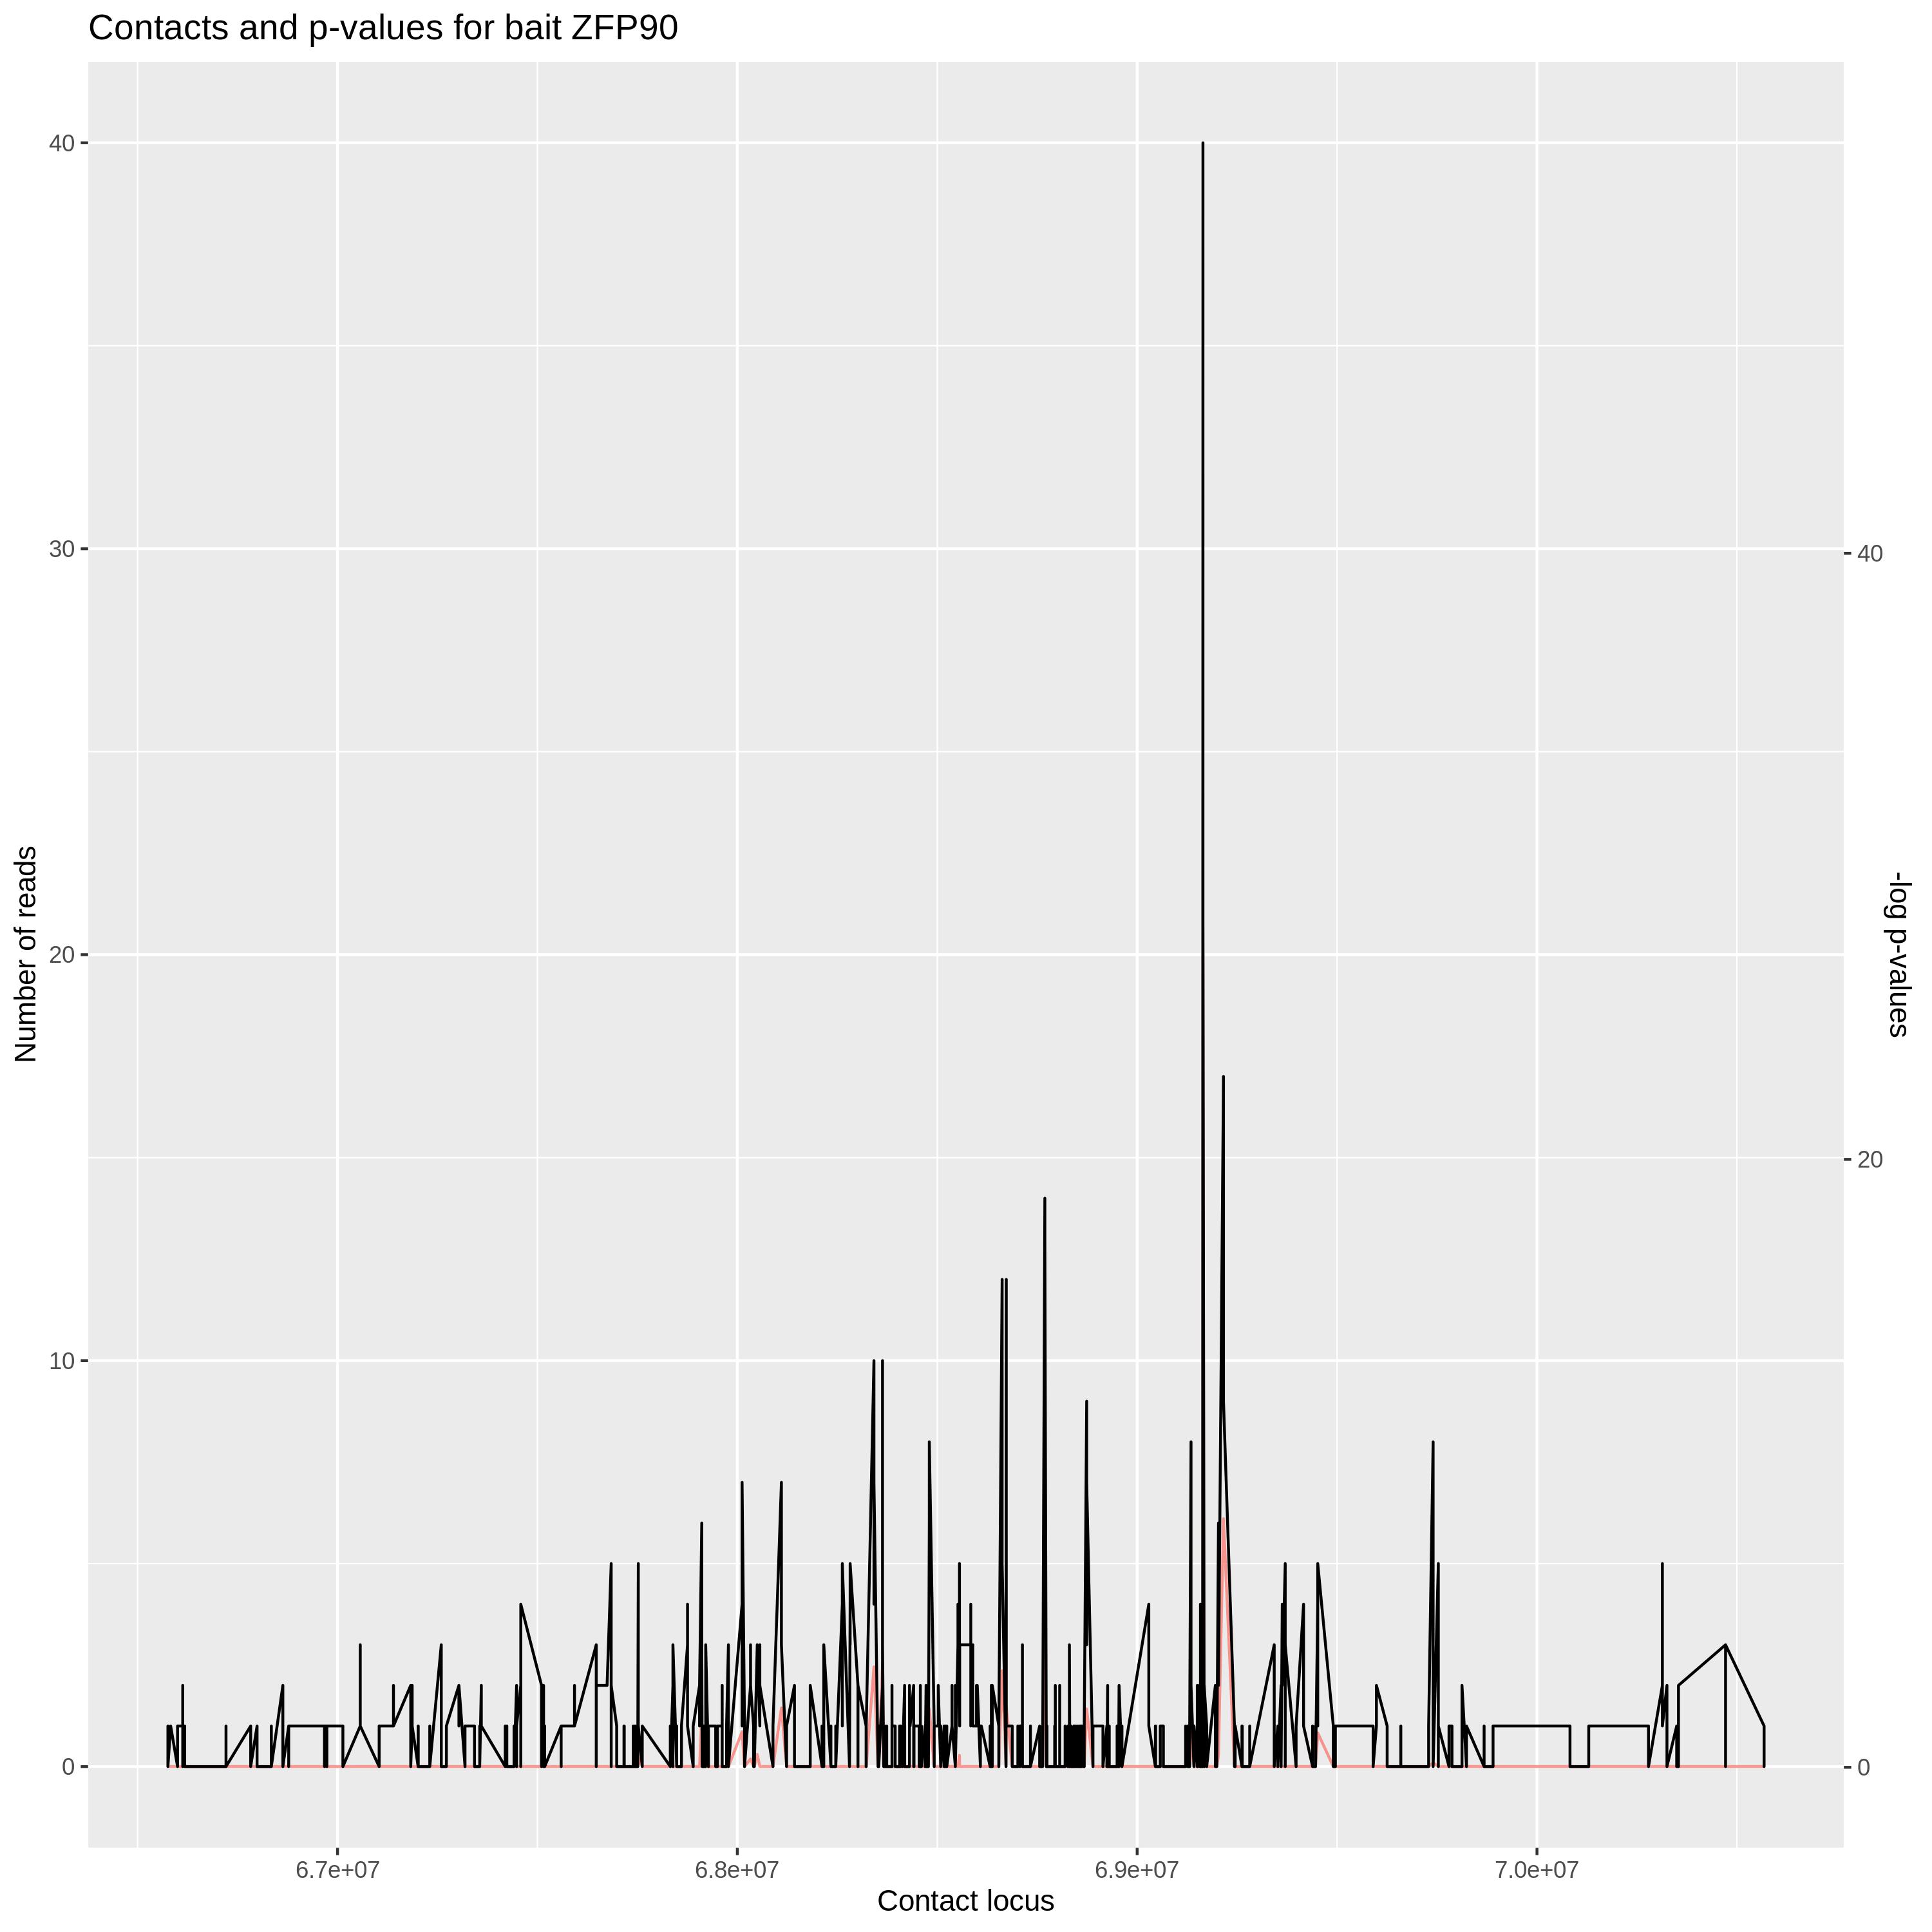 Contacts and p-values for bait ZFP90
40
30
20
10
0
Number of reads
40
20
0
-log p-values
6.7e+07
6.8e+07
6.9e+07
7.0e+07
Contact locus